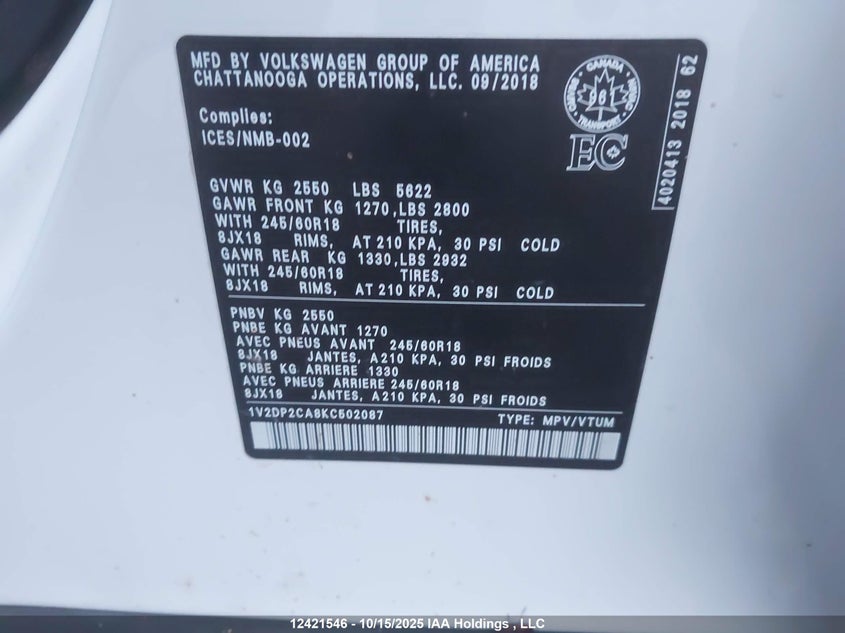 MFD BY VOLKSWAGEN GROUP OF AMERICA
CHATTANOOGA OPERATIONS, LLC. 09/2018
CANADA
96
TRANSPORT
Complies:
ICES/NMB-002
EC
4020413 2018 62
GVWR KG 2550 LBS 5622
GAWR FRONT KG 1270,LBS 2800
WITH 245/60R18 TIRES,
8JX18 RIMS, AT 210 KPA, 30 PSI COLD
GAWR REAR KG 1330,LBS 2932
WITH 245/60R18 TIRES,
8JX18 RIMS, AT 210 KPA, 30 PSI COLD
PNBV KG 2550
PNBE KG AVANT 1270
AVEC PNEUS AVANT 245/60R18
8JX18 JANTES, A210 KPA, 30 PSI FROIDS
PNBE KG ARRIERE 1330
AVEC PNEUS ARRIERE 245/60R18
8JX18 JANTES, A210 KPA, 30 PSI FROIDS
1V2DP2CA8KC502087 TYPE: MPV/VTUM
12421546 - 10/15/2025 IAA Holdings , LLC